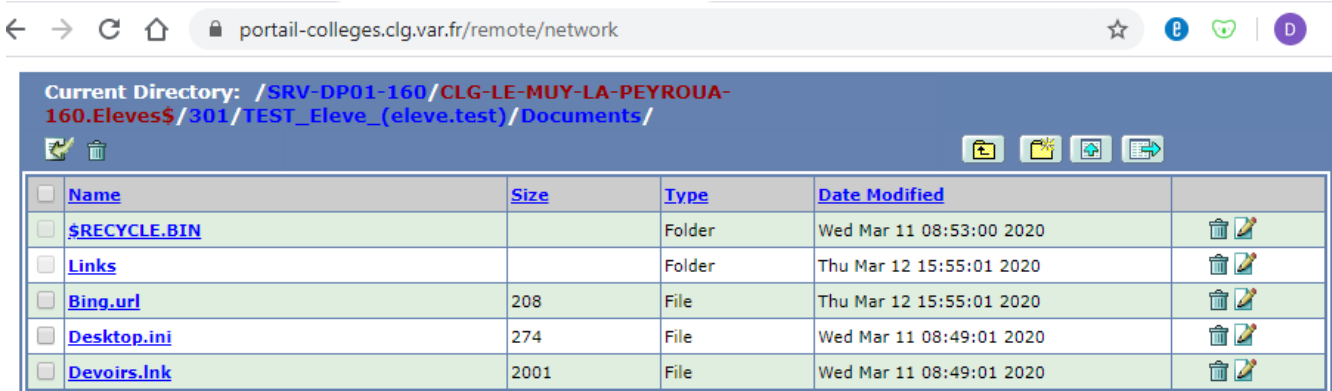 portail-colleges.clg.var.fr/remote/network
D
Current Directory: /SRV-DP01-160/CLG-LE-MUY-LA-PEYROUA-
160.Eleves$/301/TEST_Eleve_(eleve.test)/Documents/
Name Size Type Date Modified
$RECYCLE.BIN Folder Wed Mar 11 08:53:00 2020
Links Folder Thu Mar 12 15:55:01 2020
Bing.url 208 File Thu Mar 12 15:55:01 2020
Desktop.ini 274 File Wed Mar 11 08:49:01 2020
Devoirs.lnk 2001 File Wed Mar 11 08:49:01 2020